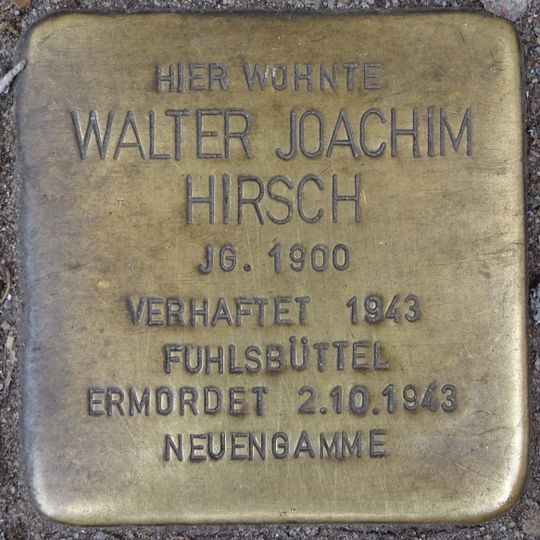 HIER WOHNTE
WALTER JOACHIM
HIRSCH
JG. 1900
VERHAFTET 1943
FUHLSBÜTTEL
ERMORDET 2.10.1943
NEUENGAMME